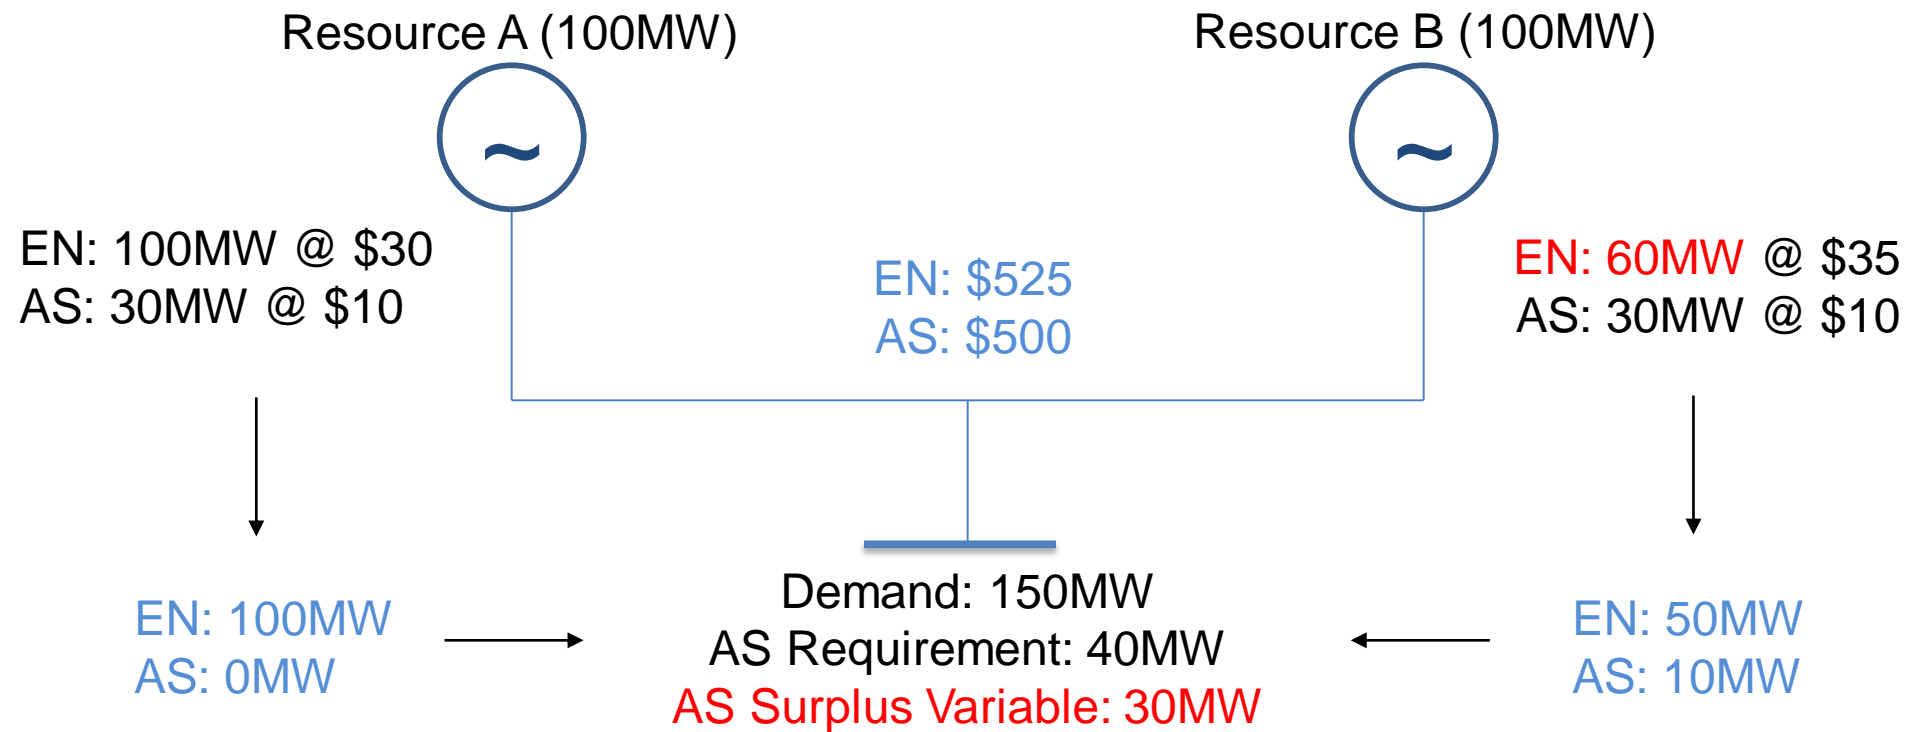 Resource A (100MW)
Resource B (100MW)
~
~
EN: 100MW @ $30
AS: 30MW @ $10
EN: $525
AS: $500
EN: 60MW @ $35
AS: 30MW @ $10
EN: 100MW
AS: 0MW
Demand: 150MW
AS Requirement: 40MW
AS Surplus Variable: 30MW
EN: 50MW
AS: 10MW